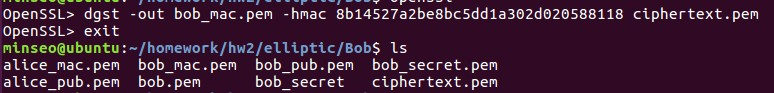 OpenSSL> dgst -out bob_mac.pem -hmac 8b14527a2be8bc5dd1a302d020588118 ciphertext.pem
OpenSSL> exit
minseo@ubuntu:~/homework/hw2/elliptic/Bob$ ls
alice_mac.pem bob_mac.pem bob_pub.pem bob_secret.pem
alice_pub.pem bob.pem bob_secret ciphertext.pem